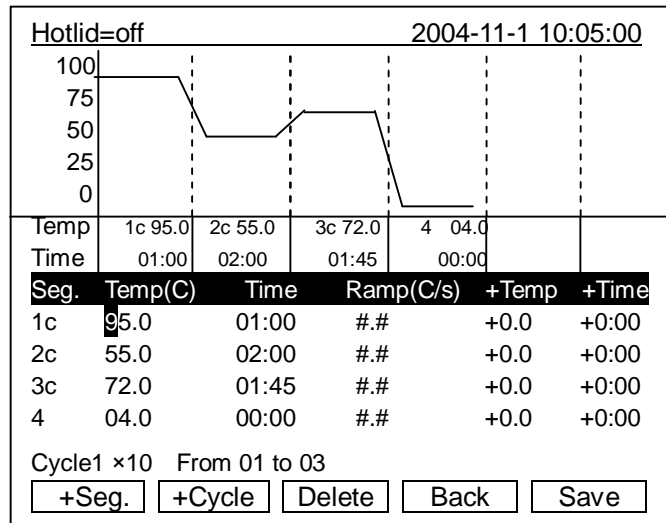 Hotlid=off 2004-11-1 10:05:00
100
75
50
25
0
Temp 1c 95.0 2c 55.0 3c 72.0 4 04.0
Time 01:00 02:00 01:45 00:00
Seg. Temp(C) Time Ramp(C/s) +Temp +Time
1c 95.0 01:00 #.# +0.0 +0:00
2c 55.0 02:00 #.# +0.0 +0:00
3c 72.0 01:45 #.# +0.0 +0:00
4 04.0 00:00 #.# +0.0 +0:00
Cycle1 ×10 From 01 to 03
+Seg. +Cycle Delete Back Save